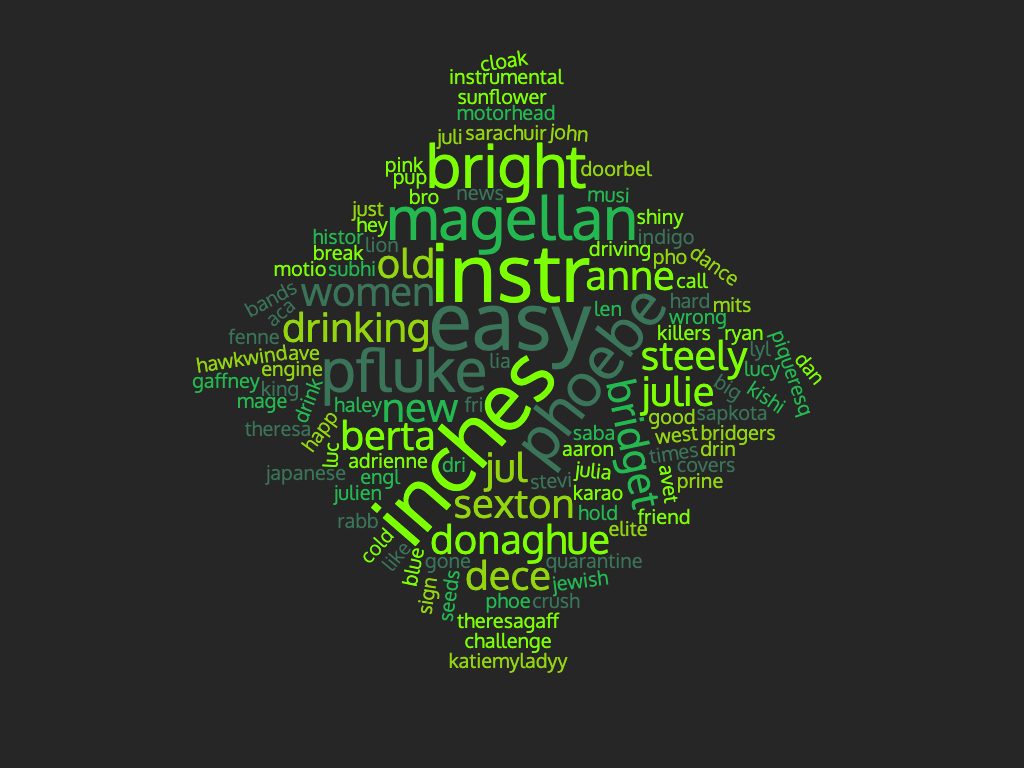 cloak
instrumental
sunflower
motorhead
juli sarachuir john
bright
pink
pup
doorbel
bro
news
musi
magellan
shiny
just
hey
histor
lion
indigo
driving
break
old
instr
pho
dance
motio
subhi
anne
call
women
bands
aca
easy
phoebe
len
hard
mits
wrong
drinking
fenne
killers
ryan
hawkwindave
engine
pfluke
lia
steely
lyl
piqueresq
dan
gaffney
king
mage
drink
inches
julie
lucy
big
kishi
haley
new
fri
bridget
good
sapkota
theresa
happ
luc
berta
saba
west
bridgers
adrienne
dri
jul
aaron
times
drin
covers
japanese
engl
stevi
julia
avet
prine
julien
karao
rabb
sexton
hold
friend
cold
like
donaghue
elite
blue
gone
quarantine
sign
seeds
dece
jewish
phoe
crush
theresagaff
challenge
katiemyladyy